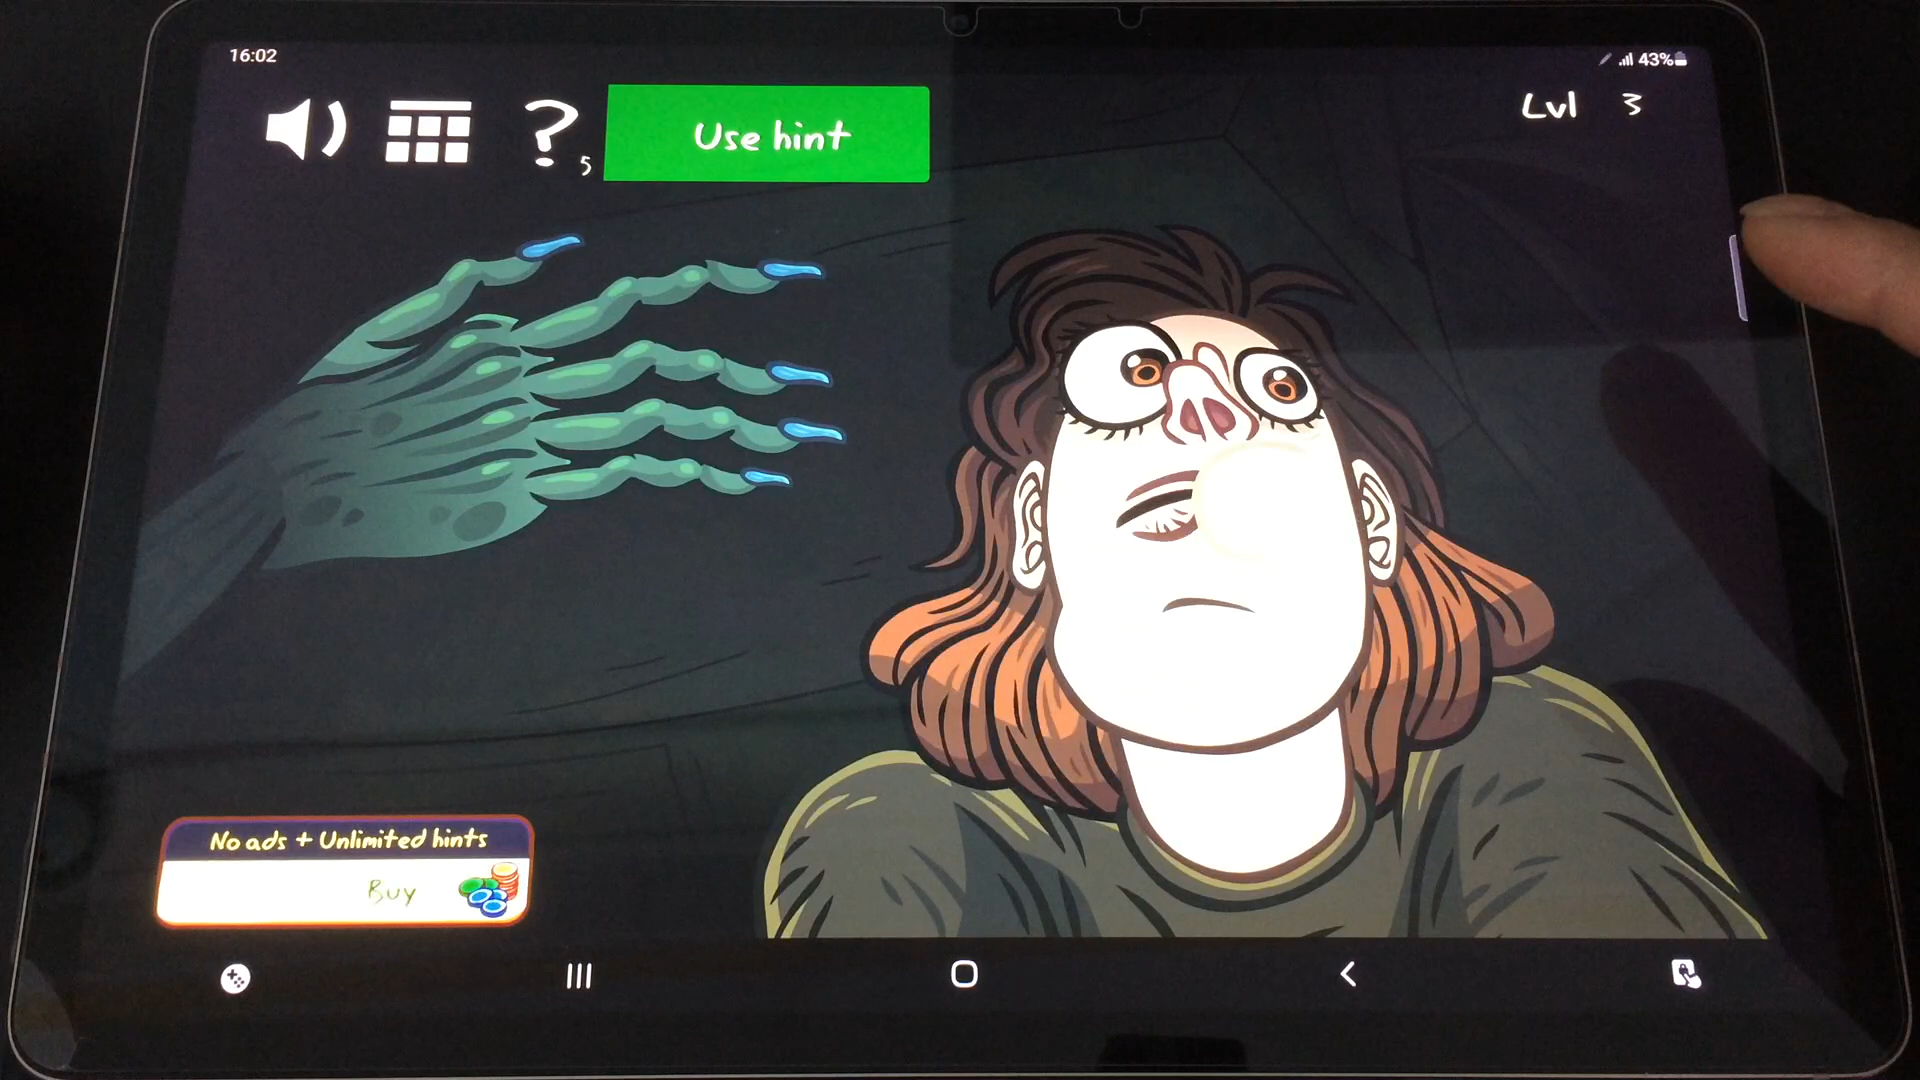 16:02
43%
5
Use hint
Lvl 3
No ads + Unlimited hints
Buy